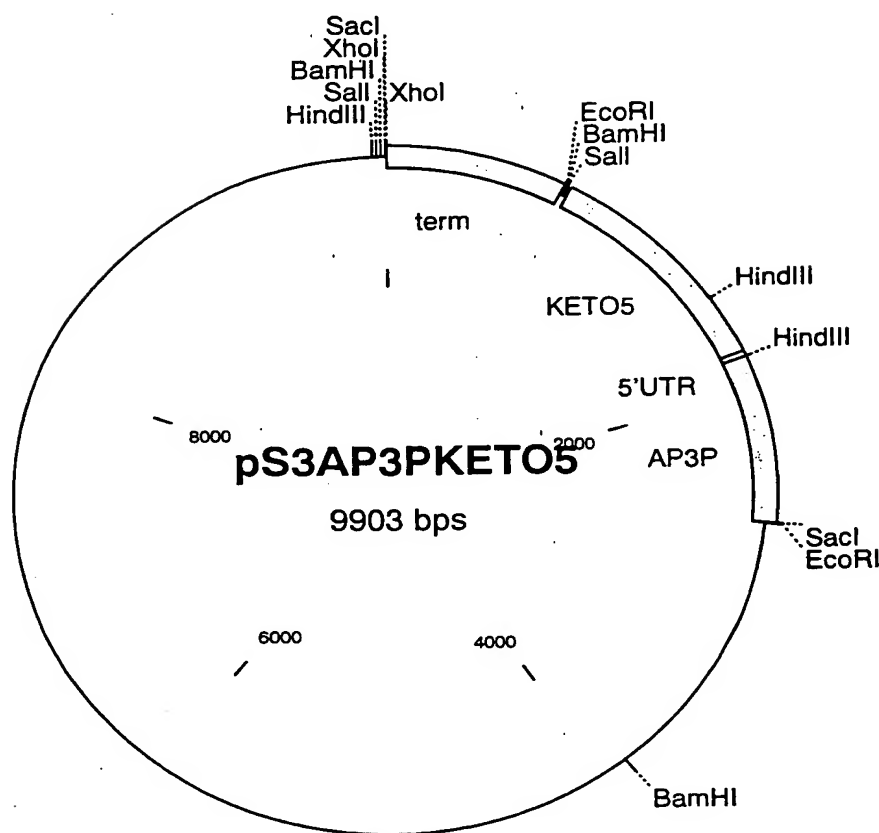 SacI
XhoI
BamHI
SalI
XhoI
HindIII
EcoRI
BamHI
SalI
term
HindIII
KETO5
HindIII
5'UTR
8000
2000
AP3P
pS3AP3PKETO5
9903 bps
SacI
EcoRI
6000
4000
BamHI